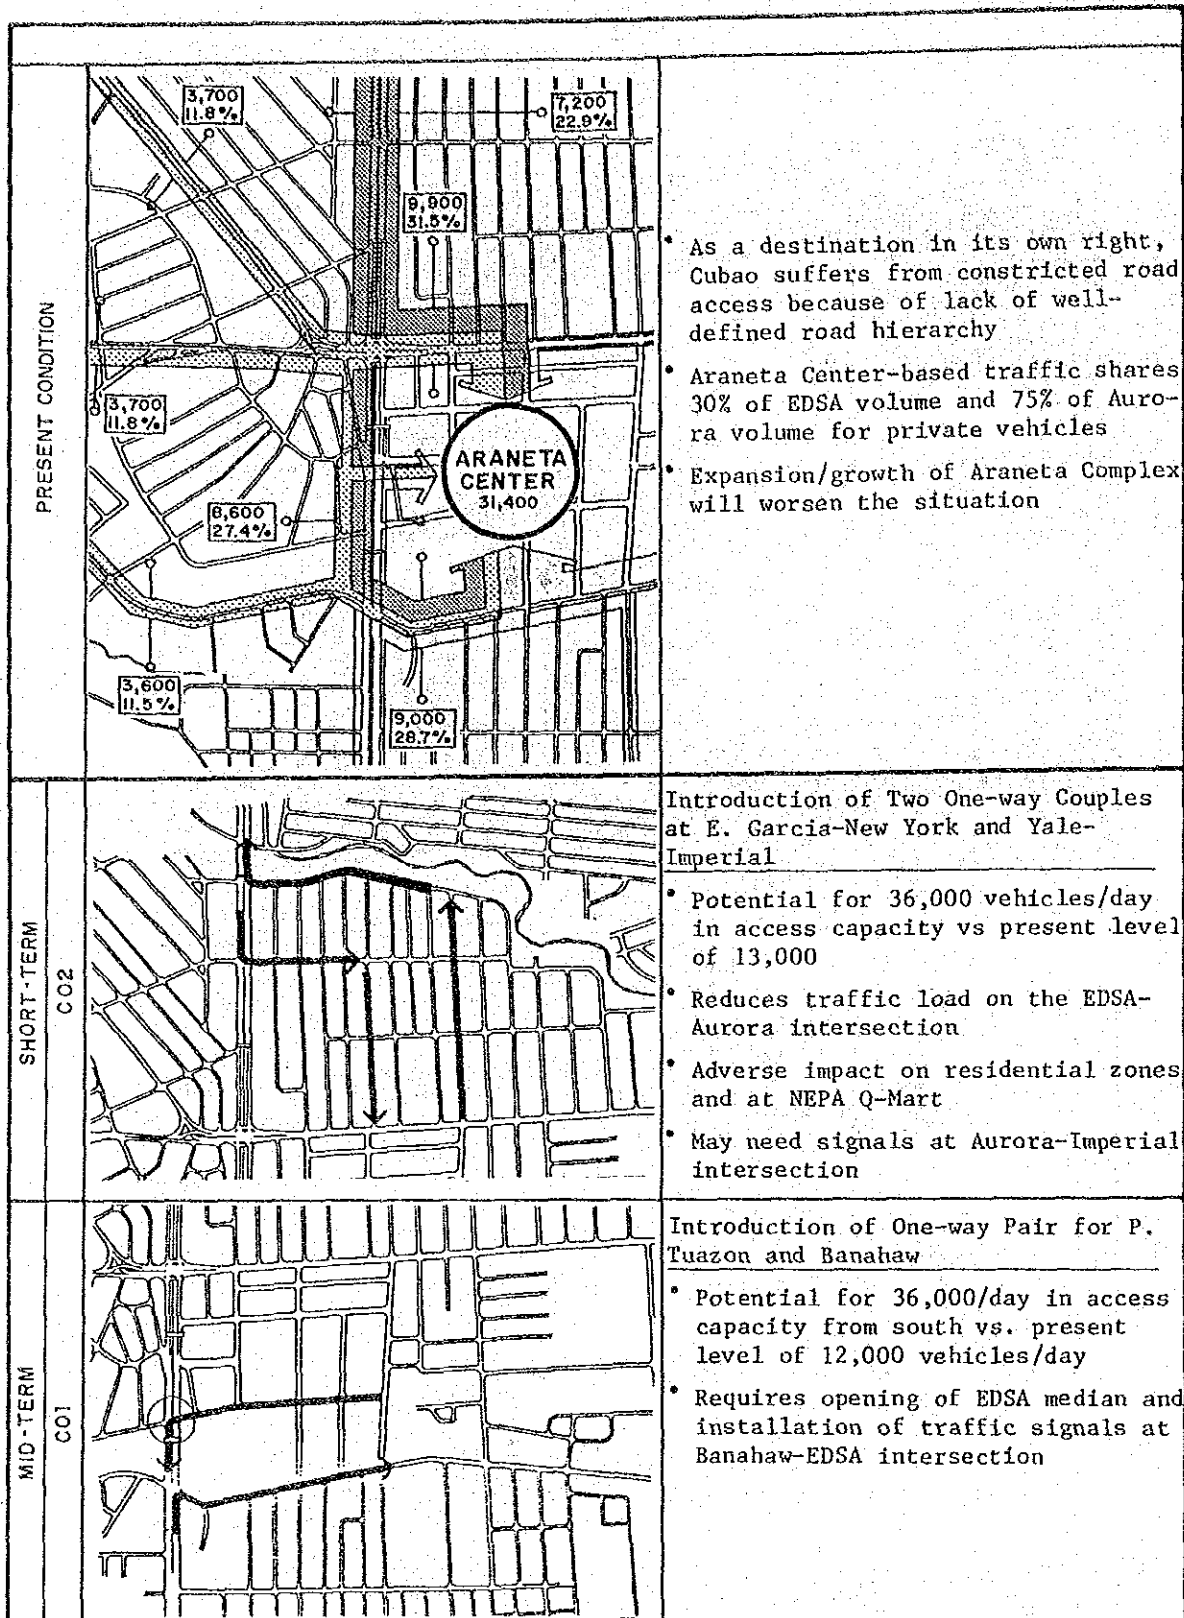 PRESENT CONDITION
3,700
11.8%
7,200
22.9%
9,900
31.5%
3,700
11.8%
ARANETA
CENTER
31,400
8,600
27.4%
3,600
11.5%
9,000
28.7%
• As a destination in its own right,
Cubao suffers from constricted road
access because of lack of well-
defined road hierarchy
• Araneta Center-based traffic shares
30% of EDSA volume and 75% of Auro-
ra volume for private vehicles
• Expansion/growth of Araneta Complex
will worsen the situation
SHORT-TERM
C02
Introduction of Two One-way Couples
at E. Garcia-New York and Yale-
Imperial
• Potential for 36,000 vehicles/day
in access capacity vs present level
of 13,000
• Reduces traffic load on the EDSA-
Aurora intersection
• Adverse impact on residential zones
and at NEPA Q-Mart
• May need signals at Aurora-Imperial
intersection
MID-TERM
C01
Introduction of One-way Pair for P.
Tuazon and Banahaw
• Potential for 36,000/day in access
capacity from south vs. present
level of 12,000 vehicles/day
• Requires opening of EDSA median and
installation of traffic signals at
Banahaw-EDSA intersection